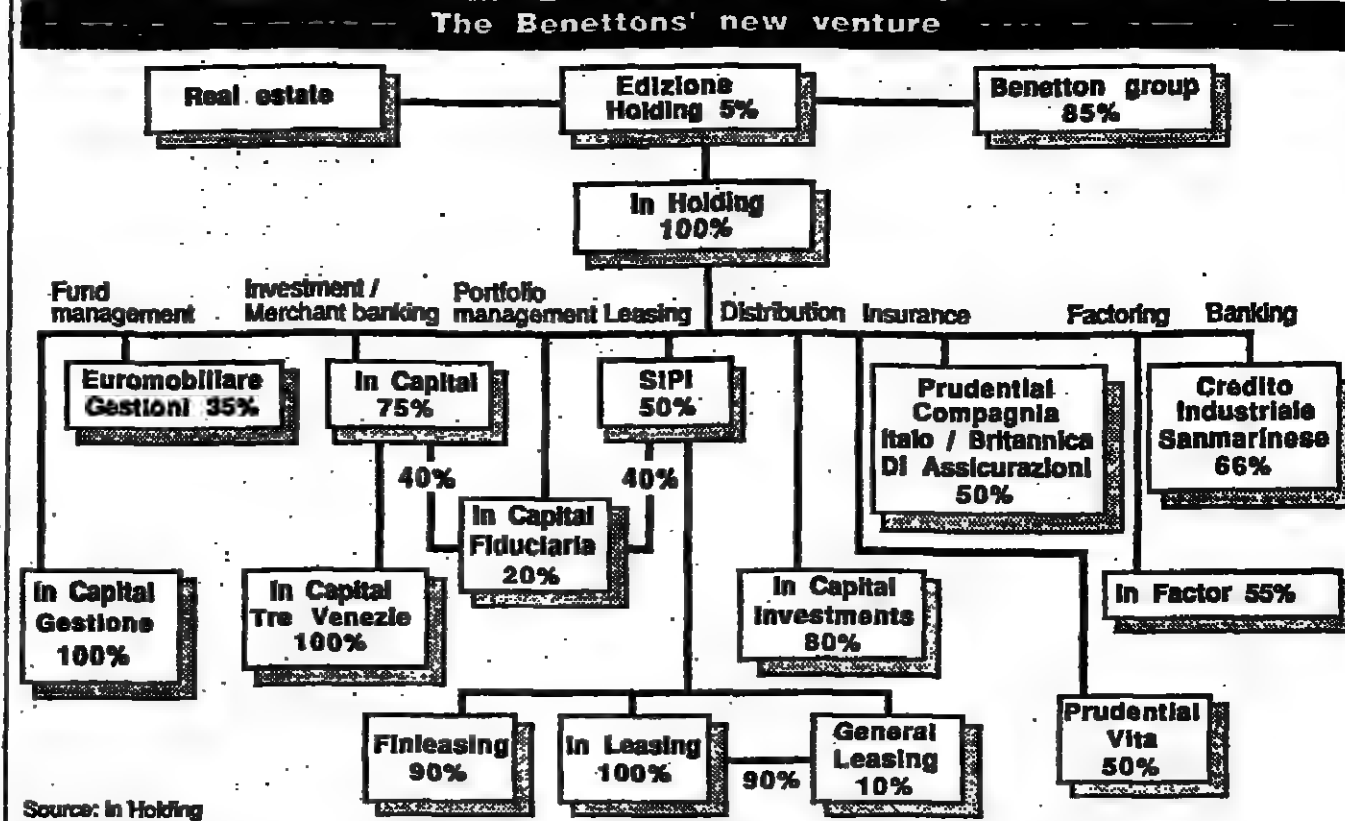 The Benettons' new venture
Real estate
Edizione
Holding 5%
Benetton group
85%
In Holding
100%
Fund
management
Investment /
Merchant banking
Portfolio
management
Leasing
Distribution
Insurance
Factoring
Banking
Euromobiliare
Gestioni 35%
In Capital
75%
SIPI
50%
Prudential
Compagnia
Italo / Britannica
Di Assicurazioni
50%
Credito
Industriale
Sanmarinese
66%
40%
40%
In Capital
Fiduciaria
20%
In Capital
Gestione
100%
In Capital
Tre Venezie
100%
In Capital
Investments
80%
In Factor 55%
Finleasing
90%
In Leasing
100%
90%
General
Leasing
10%
Prudential
Vita
50%
Source: In Holding